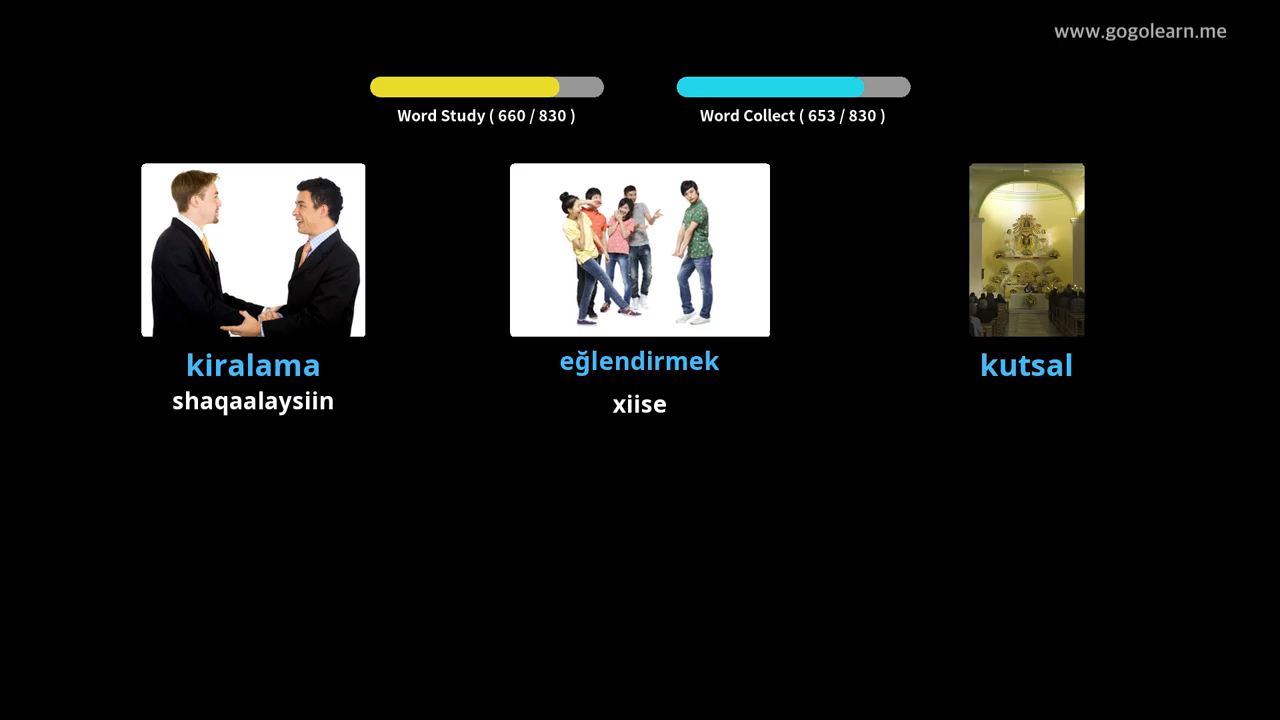 www.gogolearn.me
Word Study ( 660 / 830 )
Word Collect ( 653 / 830 )
kiralama
shaqaalaysiin
eğlendirmek
xiise
kutsal